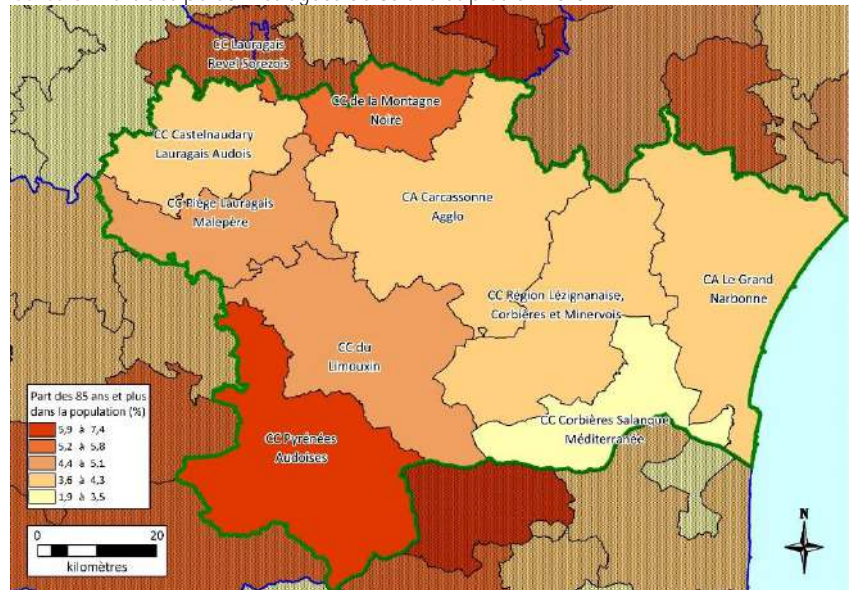 CC Lauragais
Revel Sorezois
CC de la Montagne
Noire
CC Castelnaudary
Lauragais Audois
CA Carcassonne
Agglo
CC Piège Lauragais
Malepère
CA Le Grand
Narbonne
CC Région Lézignanaise,
Corbières et Minervois
CC du
Limouxin
CC Corbières Salanque
Méditerranée
CC Pyrénées
Audoises
Part des 85 ans et plus
dans la population (%)
5,9 à 7,4
5,2 à 5,8
4,4 à 5,1
3,6 à 4,3
1,9 à 3,5
0 20
kilomètres
N